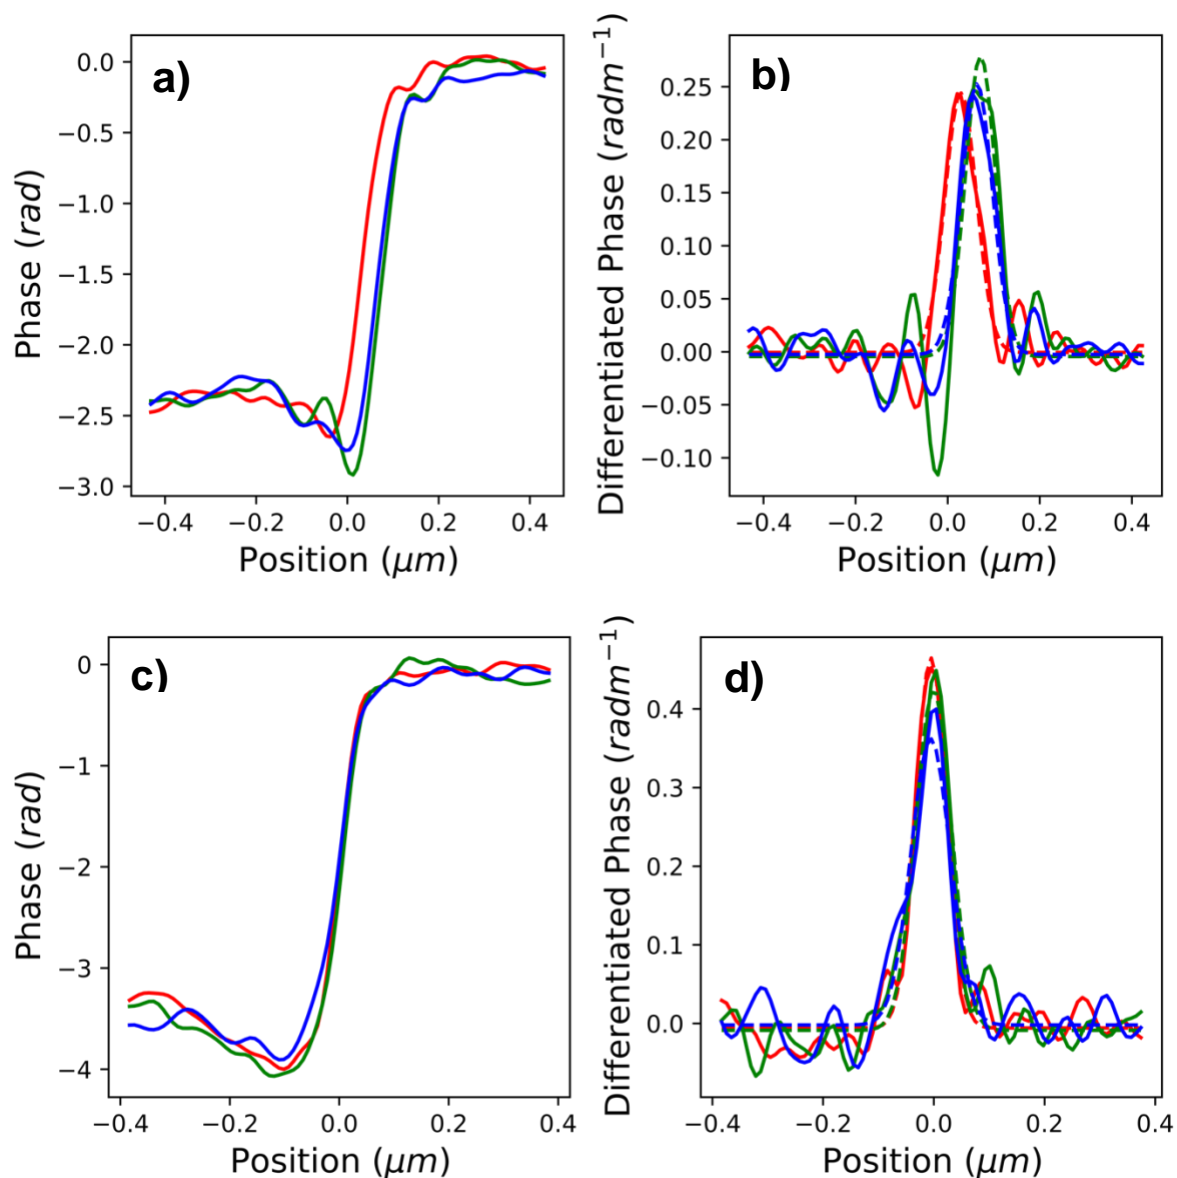 a)
0.0
−0.5
−1.0
−1.5
−2.0
−2.5
−3.0
Phase (rad)
−0.4 −0.2 0.0 0.2 0.4
Position (μm)
b)
0.25
0.20
0.15
0.10
0.05
0.00
−0.05
−0.10
Differentiated Phase (radm⁻¹)
−0.4 −0.2 0.0 0.2 0.4
Position (μm)
c)
0
−1
−2
−3
−4
Phase (rad)
−0.4 −0.2 0.0 0.2 0.4
Position (μm)
d)
0.4
0.3
0.2
0.1
0.0
Differentiated Phase (radm⁻¹)
−0.4 −0.2 0.0 0.2 0.4
Position (μm)